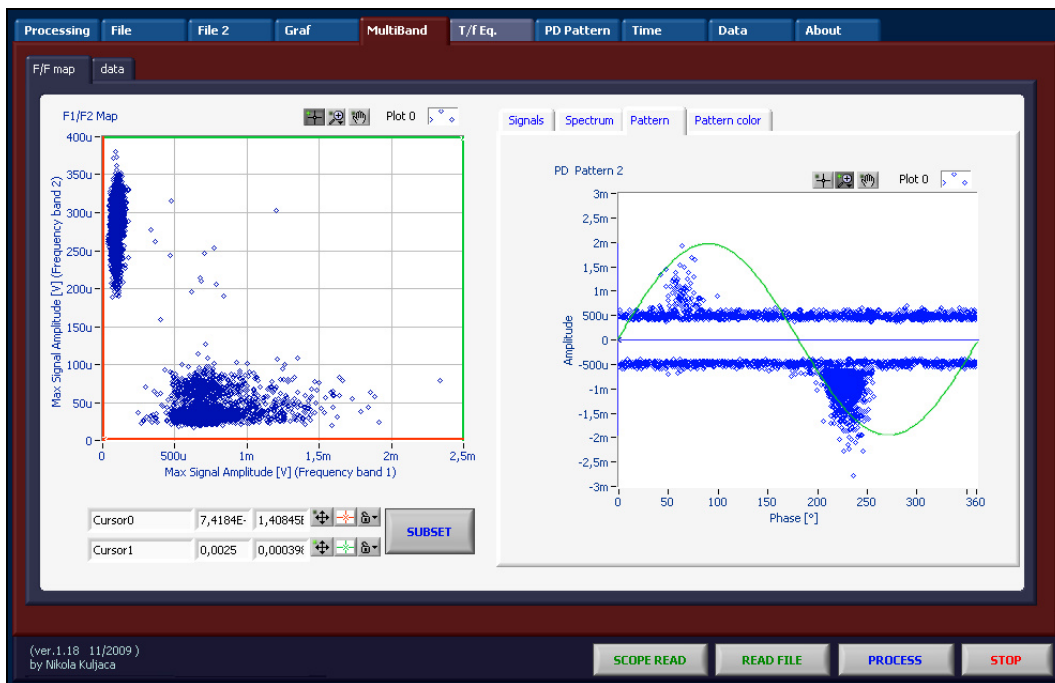 Processing File File 2 Graf MultiBand T/f Eq. PD Pattern Time Data About
F/F map data
F1/F2 Map Plot 0
400u
350u
300u
250u
200u
150u
100u
50u
0
Max Signal Amplitude [V] (Frequency band 2)
0 500u 1m 1,5m 2m 2,5m
Max Signal Amplitude [V] (Frequency band 1)
Cursor0 7,4184E- 1,40845E
Cursor1 0,0025 0,00039
SUBSET
Signals Spectrum Pattern Pattern color
PD Pattern 2 Plot 0
3m
2,5m
2m
1,5m
1m
500u
0
-500u
-1m
-1,5m
-2m
-2,5m
-3m
Amplitude
0 50 100 150 200 250 300 360
Phase [°]
(ver.1.18 11/2009 )
by Nikola Kuljaca
SCOPE READ READ FILE PROCESS STOP